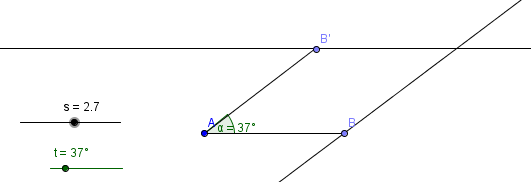 B'
s = 2.7
A
α = 37°
B
t = 37°